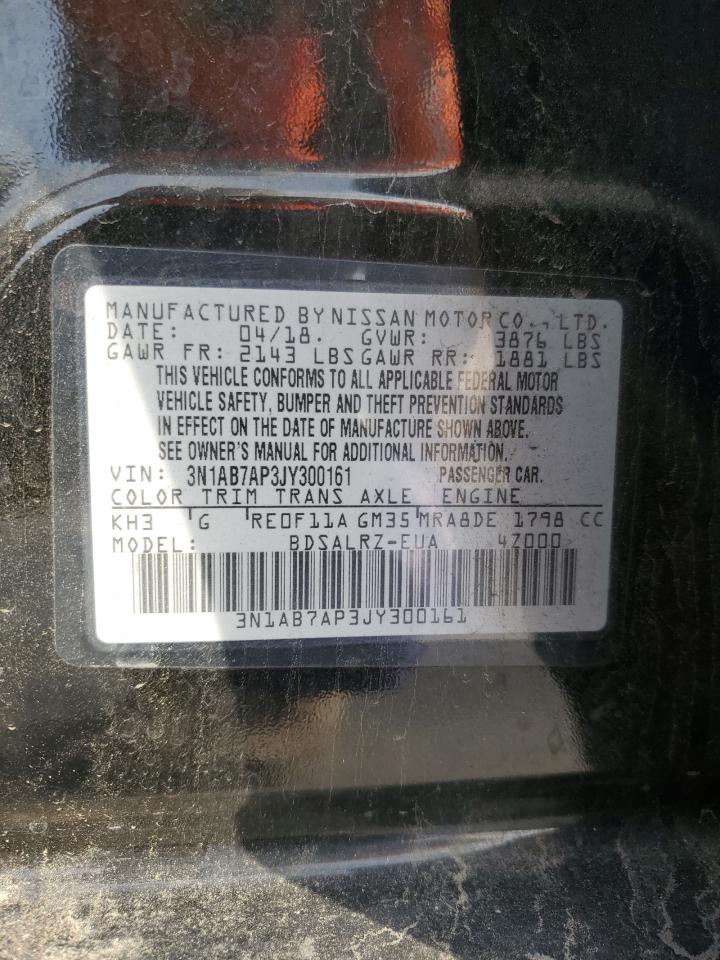 MANUFACTURED BY NISSAN MOTOR CO., LTD.
DATE: 04/18. GVWR: 3876 LBS
GAWR FR: 2143 LBS GAWR RR: 1881 LBS
THIS VEHICLE CONFORMS TO ALL APPLICABLE FEDERAL MOTOR
VEHICLE SAFETY, BUMPER AND THEFT PREVENTION STANDARDS
IN EFFECT ON THE DATE OF MANUFACTURE SHOWN ABOVE.
SEE OWNER'S MANUAL FOR ADDITIONAL INFORMATION.
VIN: 3N1AB7AP3JY300161 PASSENGER CAR.
COLOR TRIM TRANS AXLE ENGINE
KH3 G RE0F11A GM35 MRA8DE 1798 CC
MODEL: BDSALRZ-EUA 4Z000
3N1AB7AP3JY300161